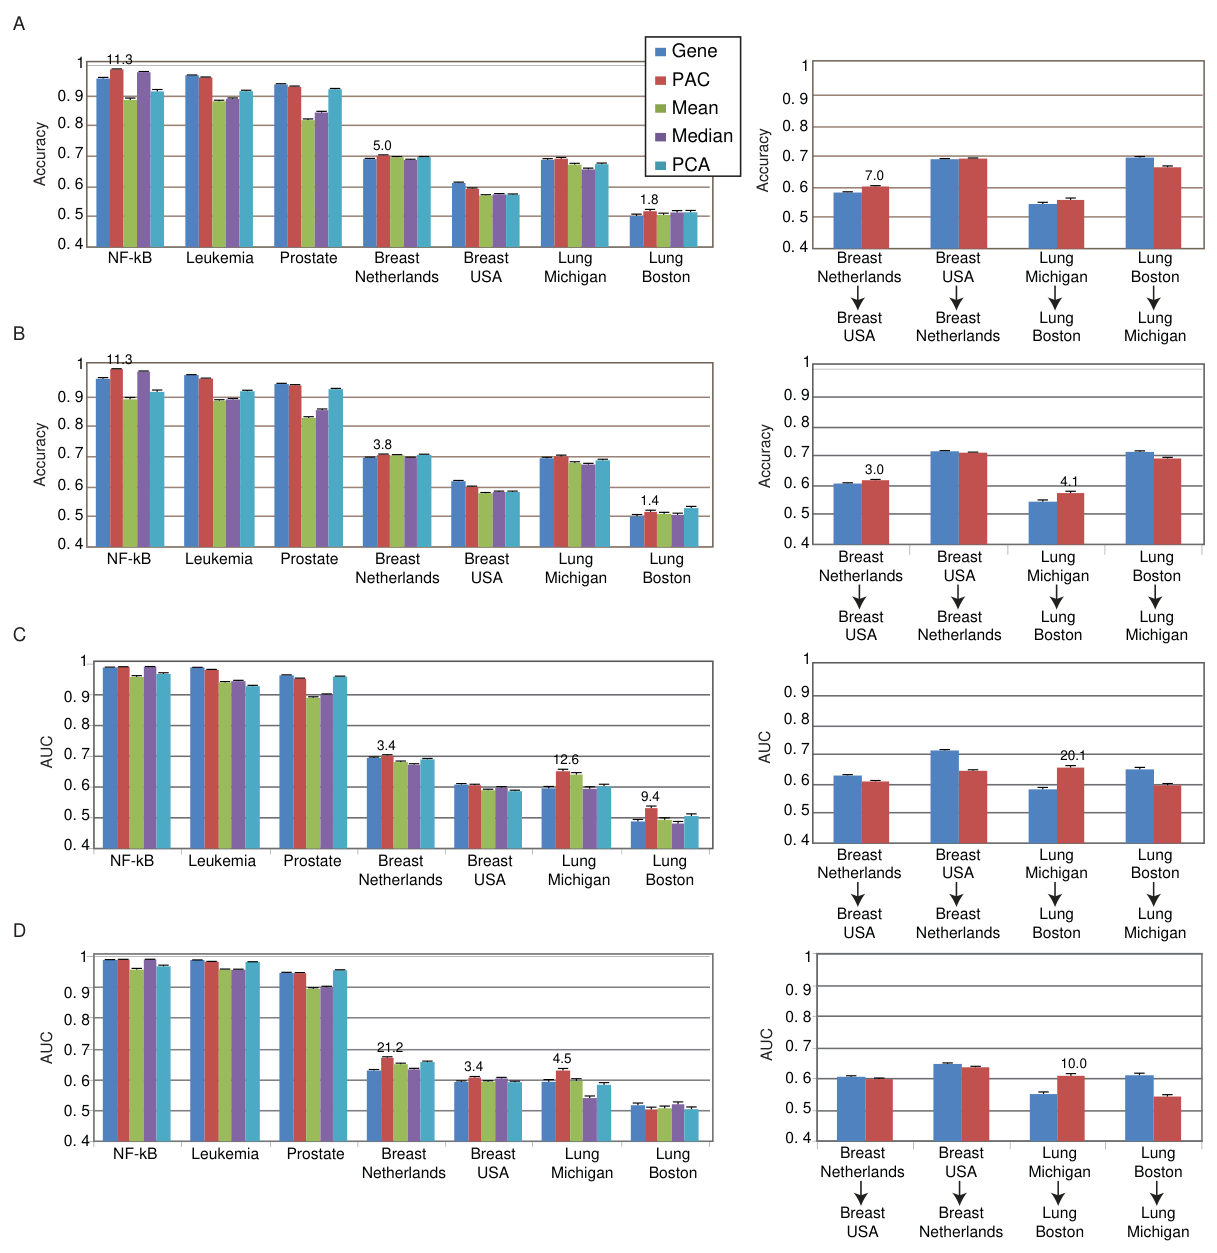 A
Gene
PAC
Mean
Median
PCA
1
0.9
0.8
0.7
0.6
0.5
0.4
Accuracy
11.3
5.0
1.8
NF-kB
Leukemia
Prostate
Breast
Netherlands
Breast
USA
Lung
Michigan
Lung
Boston
1
0.9
0.8
0.7
0.6
0.5
0.4
Accuracy
7.0
Breast
Netherlands
Breast
USA
Lung
Michigan
Lung
Boston
Breast
USA
Breast
Netherlands
Lung
Boston
Lung
Michigan
B
1
0.9
0.8
0.7
0.6
0.5
0.4
Accuracy
11.3
3.8
1.4
NF-kB
Leukemia
Prostate
Breast
Netherlands
Breast
USA
Lung
Michigan
Lung
Boston
1
0.9
0.8
0.7
0.6
0.5
0.4
Accuracy
3.0
4.1
Breast
Netherlands
Breast
USA
Lung
Michigan
Lung
Boston
Breast
USA
Breast
Netherlands
Lung
Boston
Lung
Michigan
C
1
0.9
0.8
0.7
0.6
0.5
0.4
AUC
3.4
12.6
9.4
NF-kB
Leukemia
Prostate
Breast
Netherlands
Breast
USA
Lung
Michigan
Lung
Boston
1
0.9
0.8
0.7
0.6
0.5
0.4
AUC
20.1
Breast
Netherlands
Breast
USA
Lung
Michigan
Lung
Boston
Breast
USA
Breast
Netherlands
Lung
Boston
Lung
Michigan
D
1
0.9
0.8
0.7
0.6
0.5
0.4
AUC
21.2
3.4
4.5
NF-kB
Leukemia
Prostate
Breast
Netherlands
Breast
USA
Lung
Michigan
Lung
Boston
1
0.9
0.8
0.7
0.6
0.5
0.4
AUC
10.0
Breast
Netherlands
Breast
USA
Lung
Michigan
Lung
Boston
Breast
USA
Breast
Netherlands
Lung
Boston
Lung
Michigan